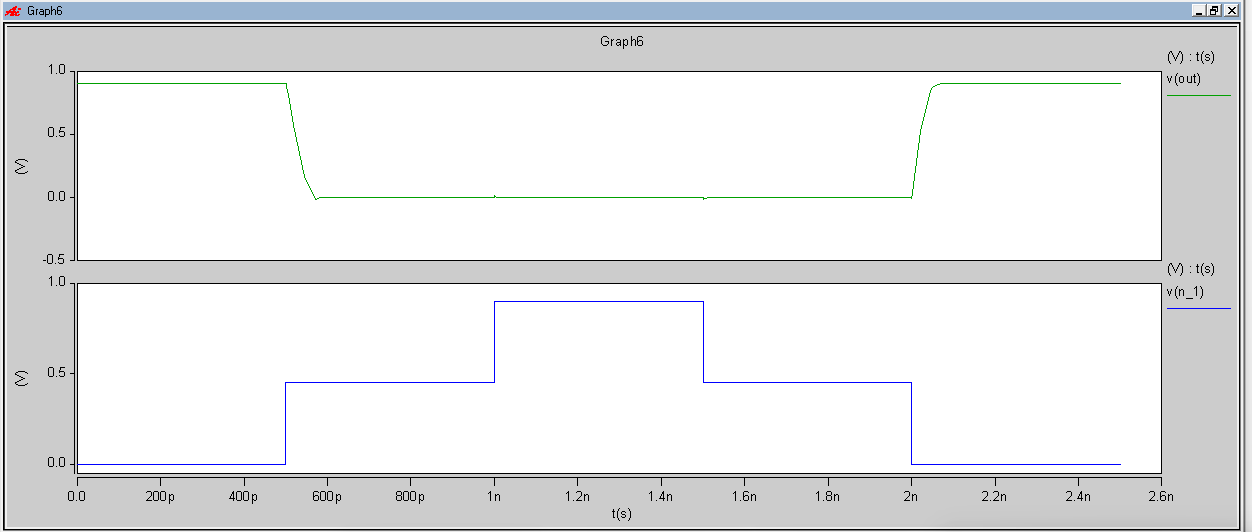 Graph6
Graph6
(V) : t(s)
v(out)
1.0
0.5
0.0
-0.5
(V)
(V) : t(s)
v(n_1)
1.0
0.5
0.0
(V)
0.0 200p 400p 600p 800p 1n 1.2n 1.4n 1.6n 1.8n 2n 2.2n 2.4n 2.6n
t(s)